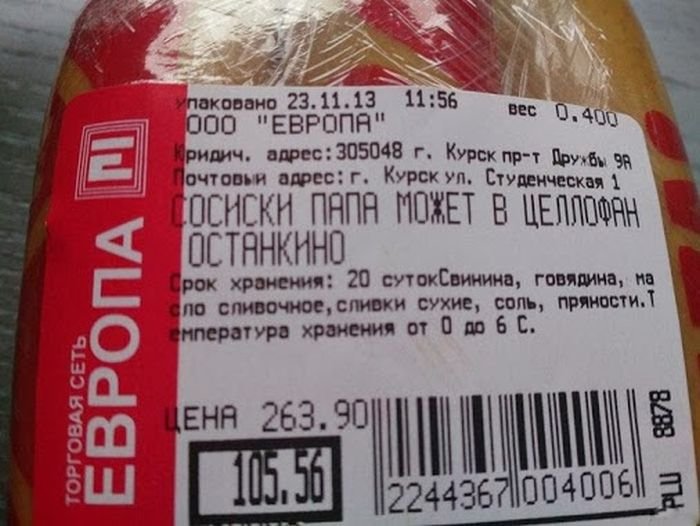 упаковано 23.11.13 11:56 вес 0.400
ООО "ЕВРОПА"
Юридич. адрес:305048 г. Курск пр-т Дружбы 9А
Почтовый адрес:г. Курск ул. Студенческая 1
СОСИСКИ ПАПА МОЖЕТ В ЦЕЛЛОФАН
ОСТАНКИНО
Срок хранения: 20 сутокСвинина, говядина, ма
сло сливочное,сливки сухие, соль, пряности.Т
емпература хранения от 0 до 6 С.
ЦЕНА 263.90
105.56
2244367 004006
PLU 8878
ТОРГОВАЯ СЕТЬ
ЕВРОПА